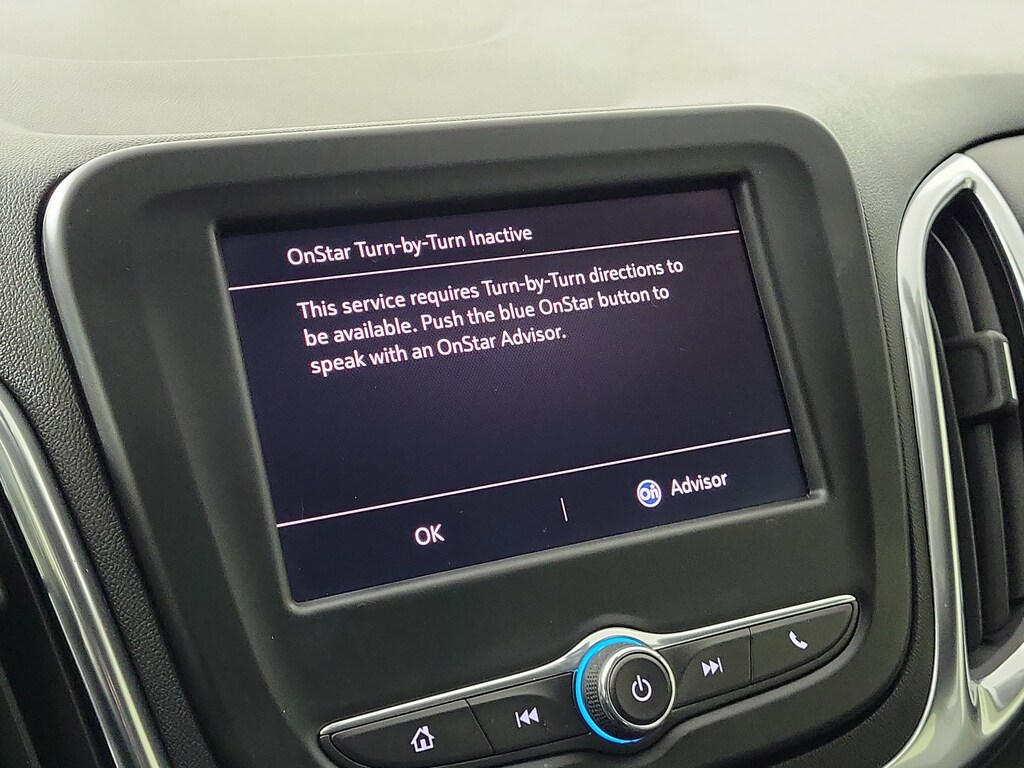 OnStar Turn-by-Turn Inactive
This service requires Turn-by-Turn directions to
be available. Push the blue OnStar button to
speak with an OnStar Advisor.
OK
On Advisor